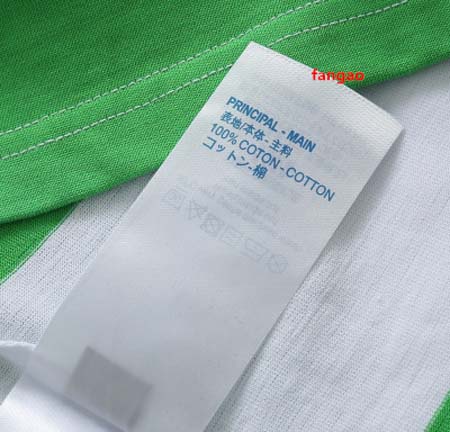 fangao
PRINCIPAL - MAIN
表地/本体 - 主料
100% COTON - COTTON
コットン - 棉